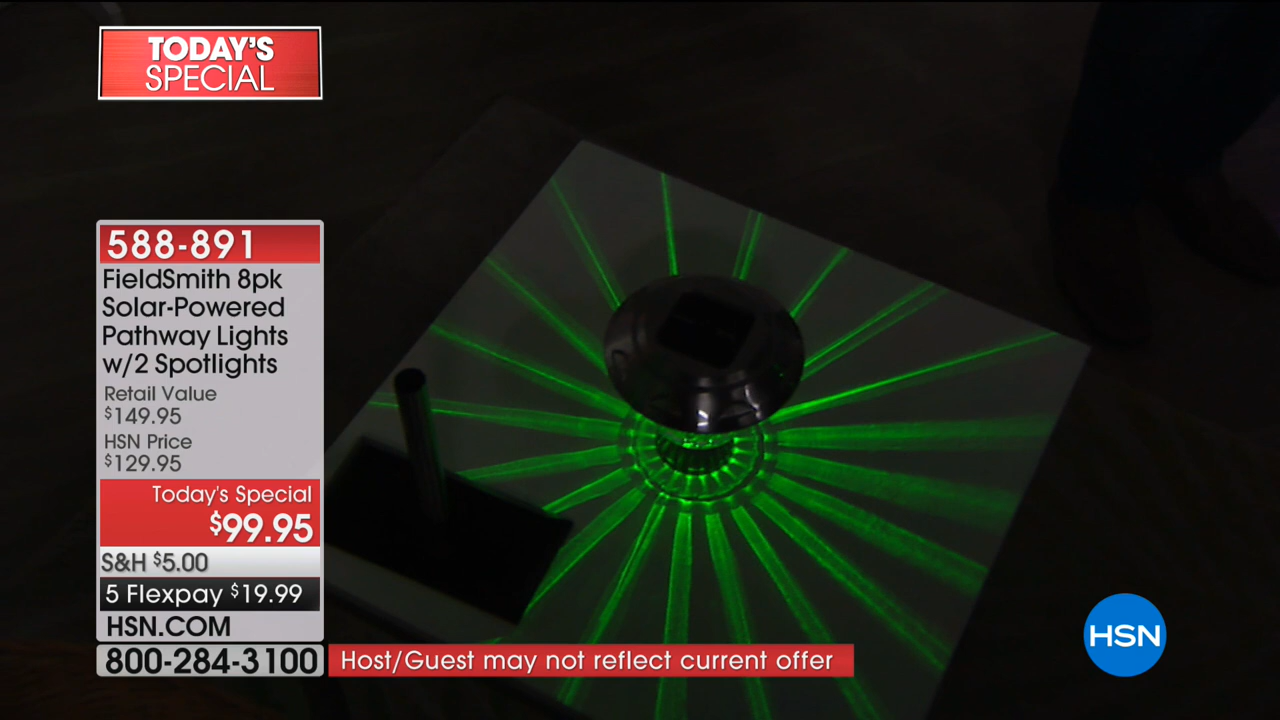 TODAY'S
SPECIAL
588-891
FieldSmith 8pk
Solar-Powered
Pathway Lights
w/2 Spotlights
Retail Value
$149.95
HSN Price
$129.95
Today's Special
$99.95
S&H $5.00
5 Flexpay $19.99
HSN.COM
800-284-3100
Host/Guest may not reflect current offer
HSN